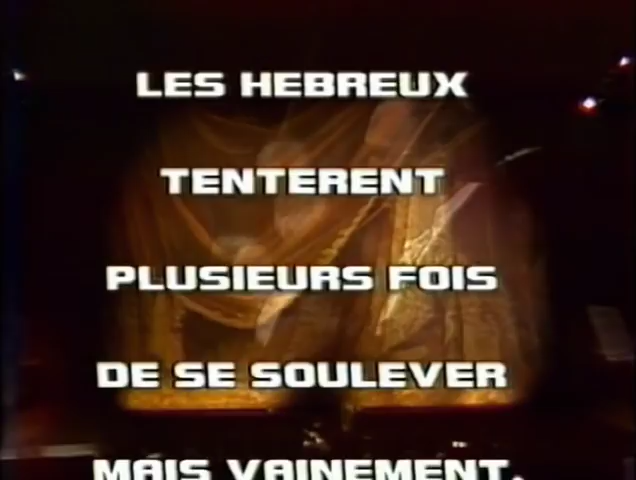 LES HEBREUX
TENTERENT
PLUSIEURS FOIS
DE SE SOULEVER
MAIS VAINEMENT.